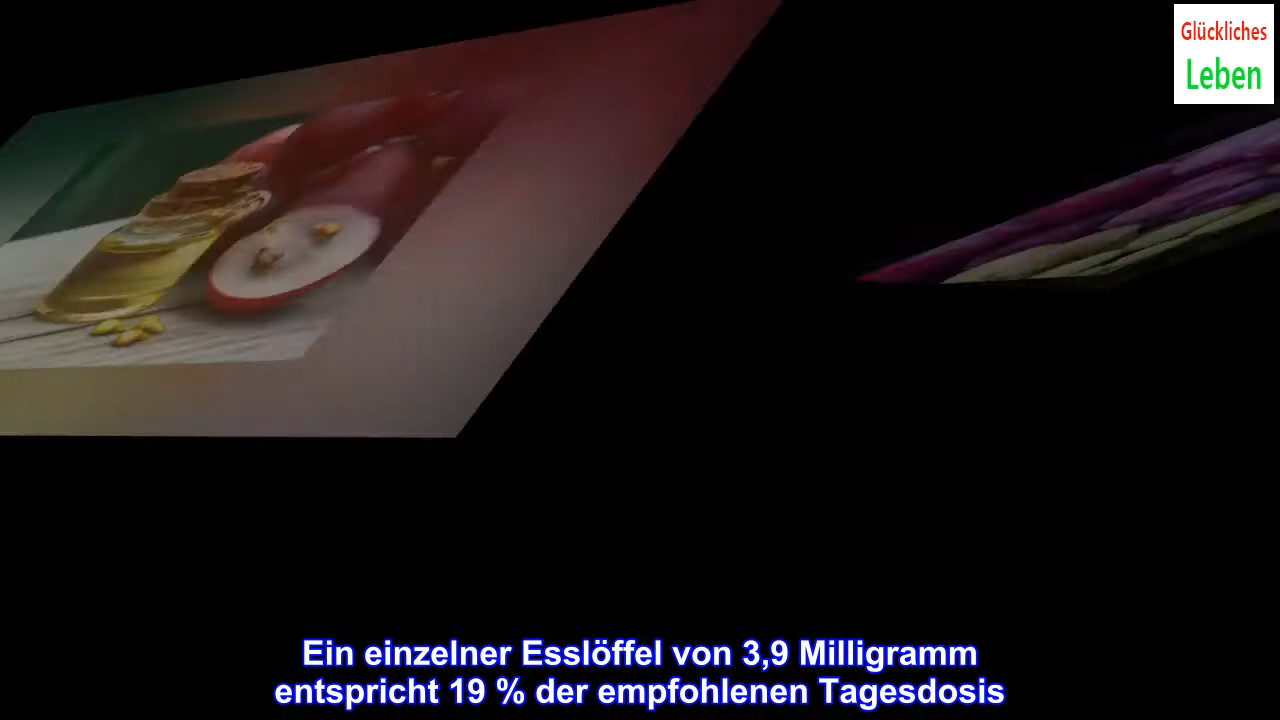 Glückliches
Leben
Ein einzelner Esslöffel von 3,9 Milligramm
entspricht 19 % der empfohlenen Tagesdosis